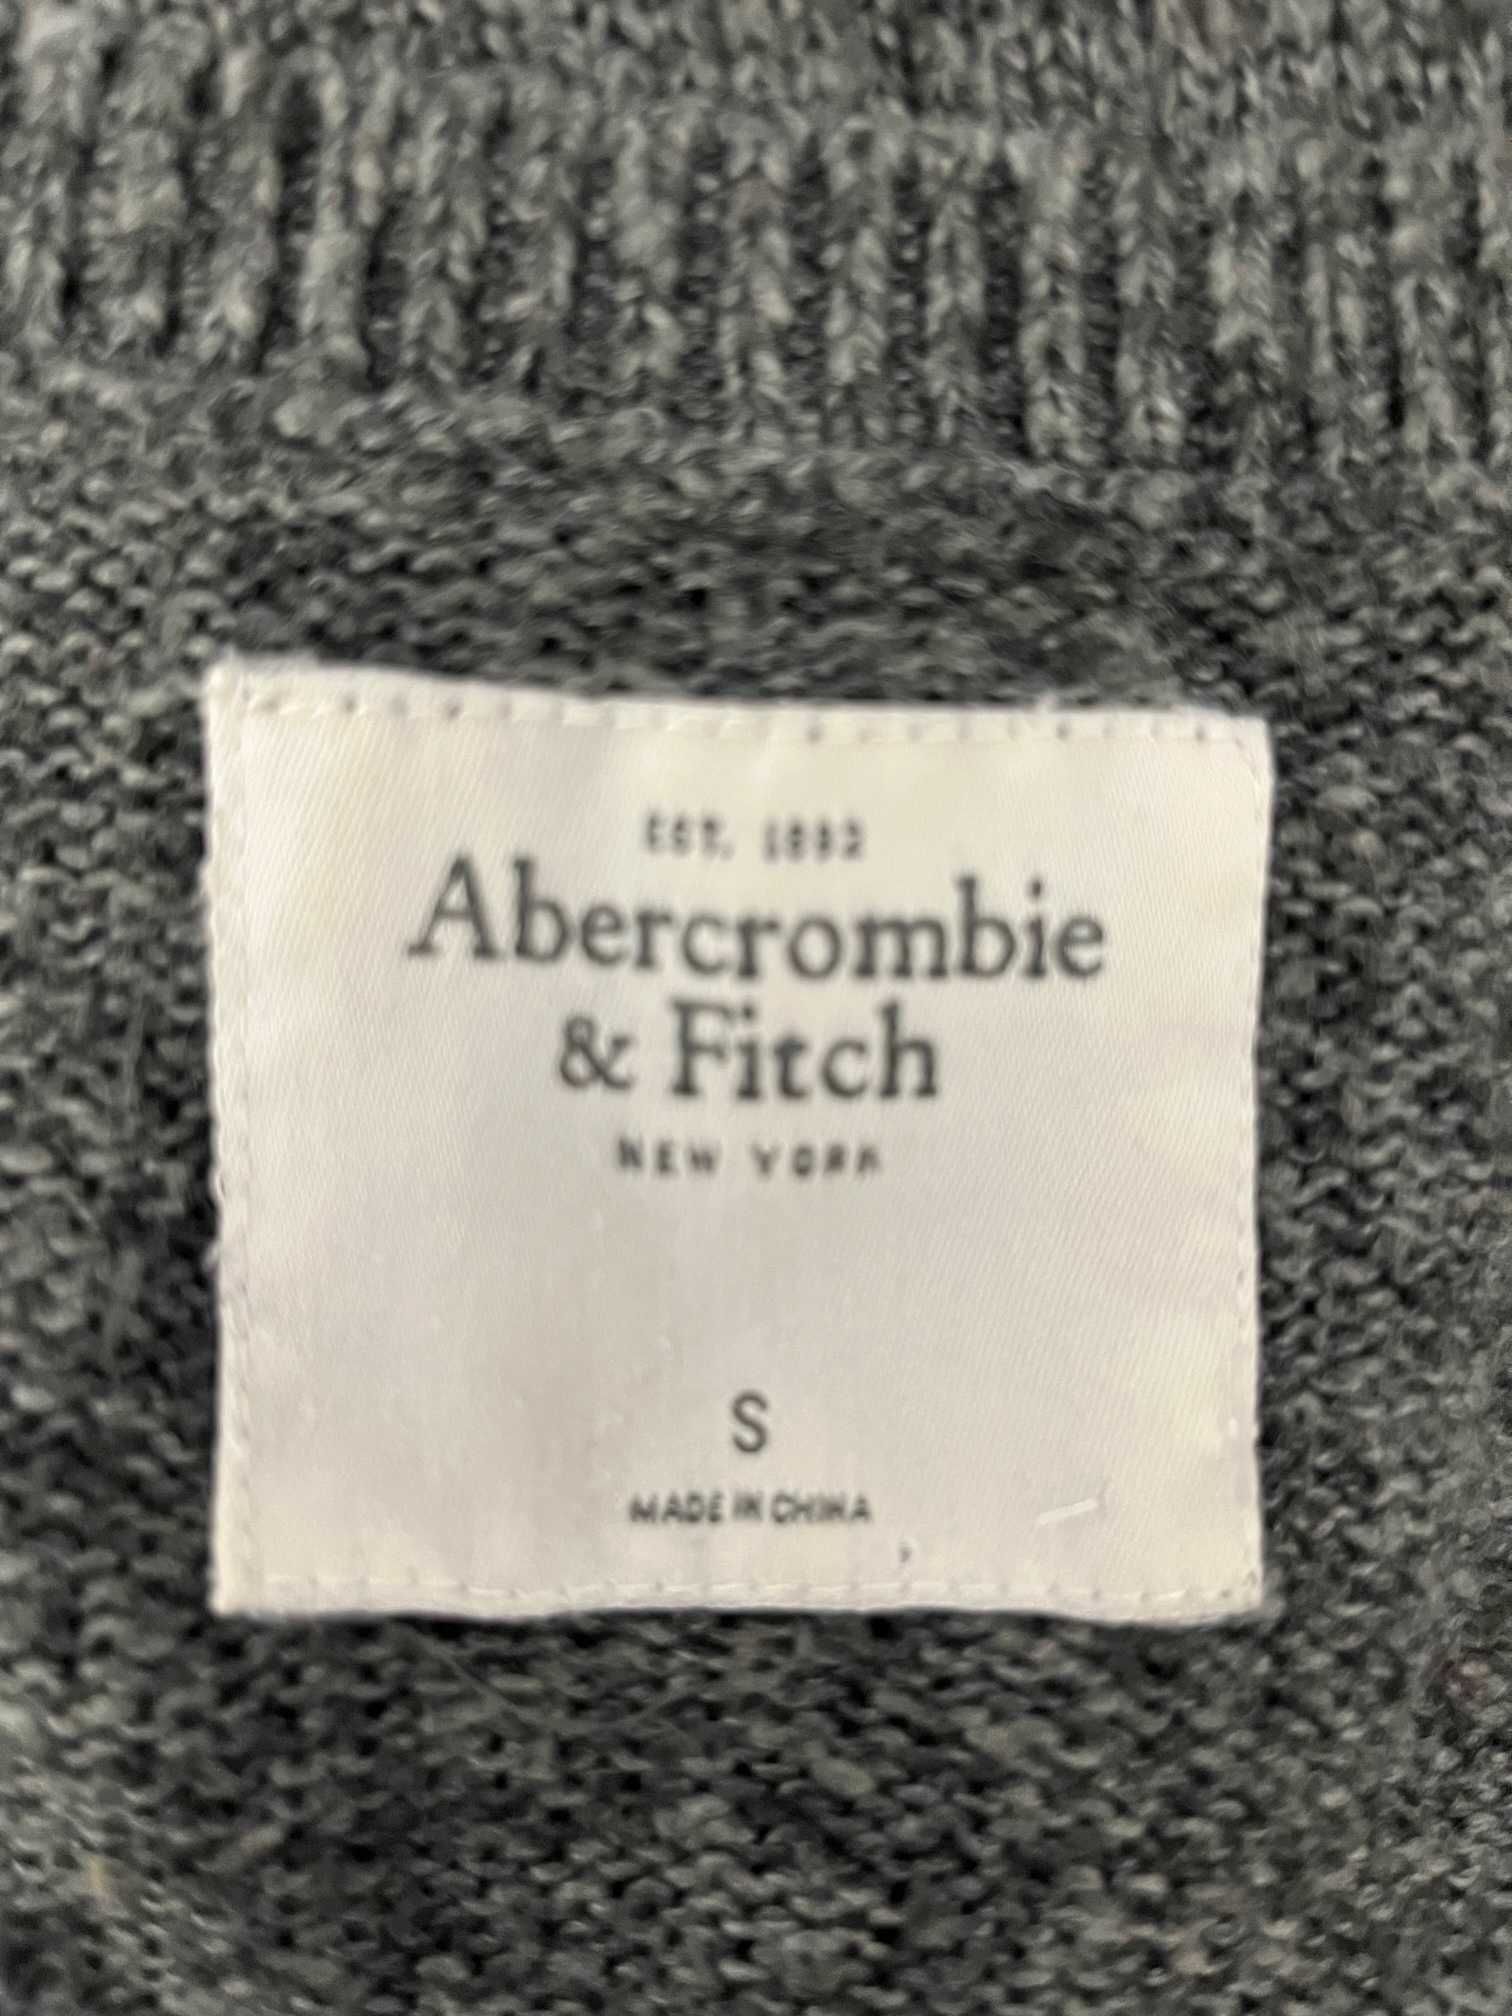 EST. 1892
Abercrombie
& Fitch
NEW YORK
S
MADE IN CHINA